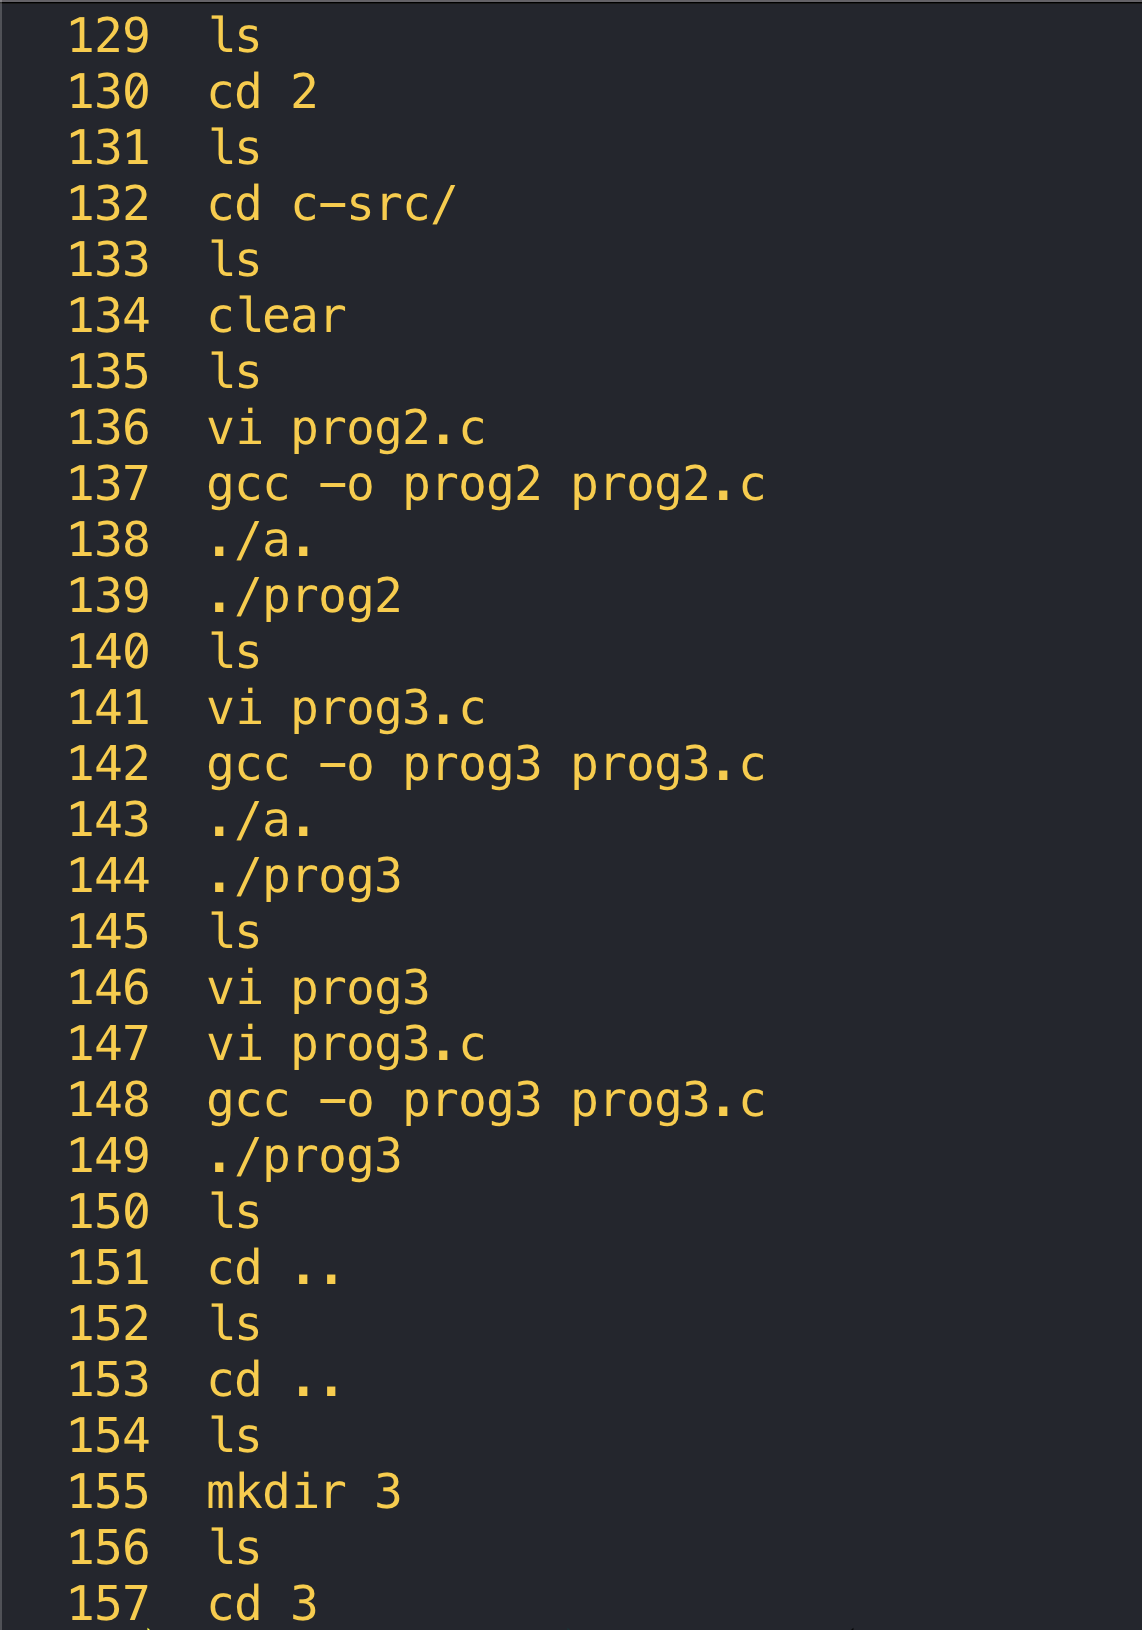 129 ls
130 cd 2
131 ls
132 cd c-src/
133 ls
134 clear
135 ls
136 vi prog2.c
137 gcc -o prog2 prog2.c
138 ./a.
139 ./prog2
140 ls
141 vi prog3.c
142 gcc -o prog3 prog3.c
143 ./a.
144 ./prog3
145 ls
146 vi prog3
147 vi prog3.c
148 gcc -o prog3 prog3.c
149 ./prog3
150 ls
151 cd ..
152 ls
153 cd ..
154 ls
155 mkdir 3
156 ls
157 cd 3